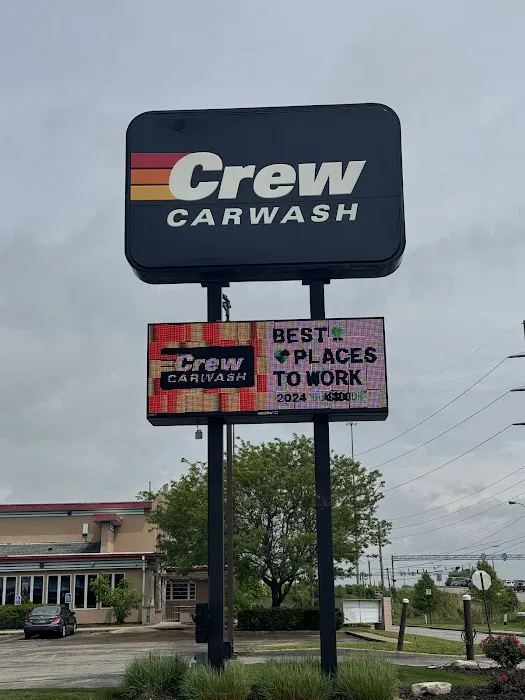 Crew
CARWASH
Crew
CARWASH
BEST
PLACES
TO WORK
2024